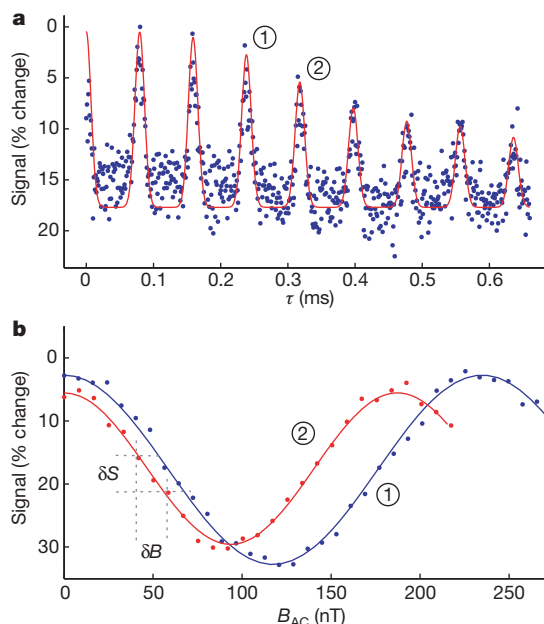 a
0
5
10
15
20
Signal (% change)
1
2
0 0.1 0.2 0.3 0.4 0.5 0.6
τ (ms)
b
0
10
20
30
Signal (% change)
δS
δB
2
1
0 50 100 150 200 250
B_AC (nT)